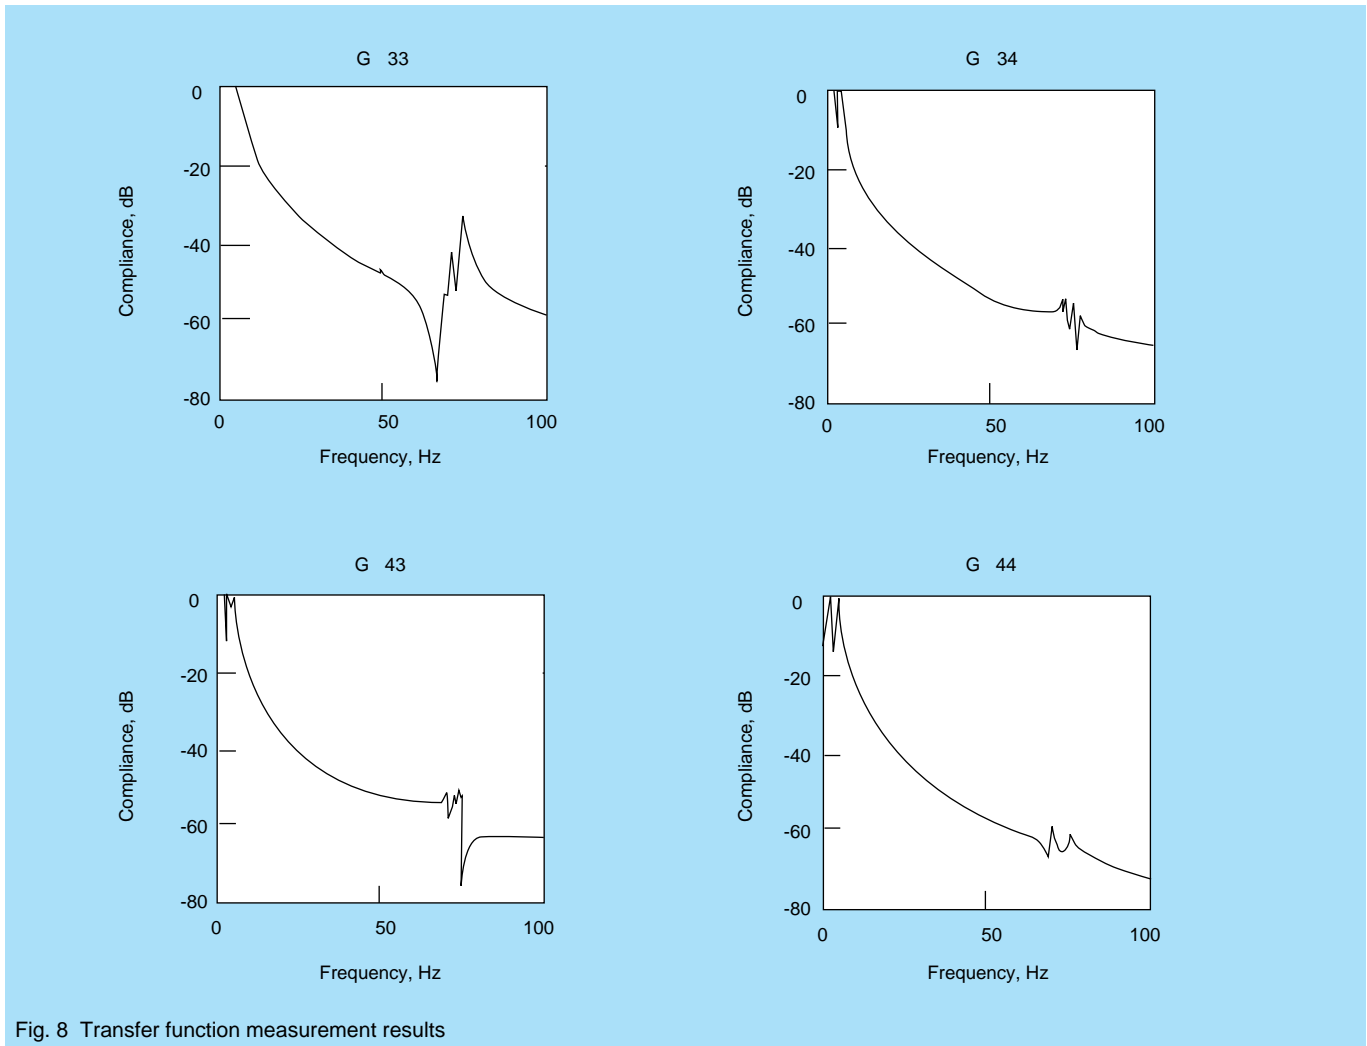 G 33
0
-20
-40
-60
-80
0 50 100
Compliance, dB
Frequency, Hz
G 34
0
-20
-40
-60
-80
0 50 100
Compliance, dB
Frequency, Hz
G 43
0
-20
-40
-60
-80
0 50 100
Compliance, dB
Frequency, Hz
G 44
0
-20
-40
-60
-80
0 50 100
Compliance, dB
Frequency, Hz
Fig. 8 Transfer function measurement results